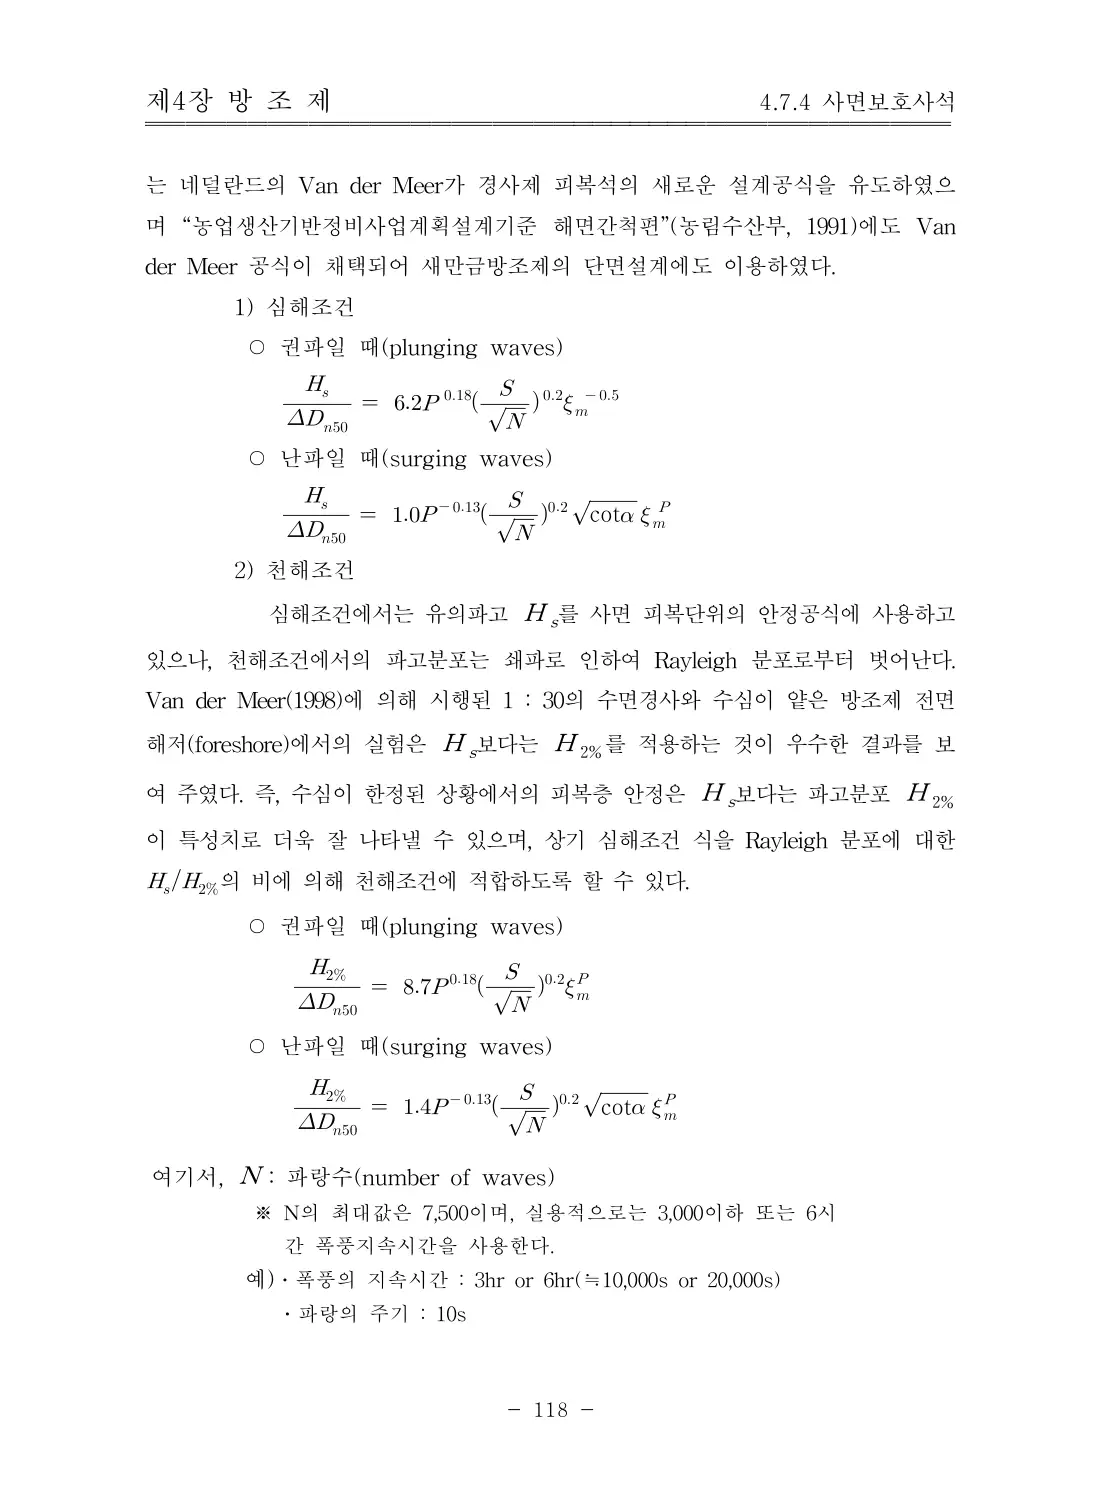 제4장 방 조 제 4.7.4 사면보호사석
는 네덜란드의 Van der Meer가 경사제 피복석의 새로운 설계공식을 유도하였으
며 “농업생산기반정비사업계획설계기준 해면간척편”(농림수산부, 1991)에도 Van
der Meer 공식이 채택되어 새만금방조제의 단면설계에도 이용하였다.
1) 심해조건
○ 권파일 때(plunging waves)
H_s / ΔD_n50 = 6.2P^0.18 (S/√N)^0.2 ξ_m^-0.5
○ 난파일 때(surging waves)
H_s / ΔD_n50 = 1.0P^-0.13 (S/√N)^0.2 √cotα ξ_m^P
2) 천해조건
심해조건에서는 유의파고 H_s를 사면 피복단위의 안정공식에 사용하고
있으나, 천해조건에서의 파고분포는 쇄파로 인하여 Rayleigh 분포로부터 벗어난다.
Van der Meer(1998)에 의해 시행된 1 : 30의 수면경사와 수심이 얕은 방조제 전면
해저(foreshore)에서의 실험은 H_s보다는 H_2%를 적용하는 것이 우수한 결과를 보
여 주였다. 즉, 수심이 한정된 상황에서의 피복층 안정은 H_s보다는 파고분포 H_2%
이 특성치로 더욱 잘 나타낼 수 있으며, 상기 심해조건 식을 Rayleigh 분포에 대한
H_s/H_2%의 비에 의해 천해조건에 적합하도록 할 수 있다.
○ 권파일 때(plunging waves)
H_2% / ΔD_n50 = 8.7P^0.18 (S/√N)^0.2 ξ_m^P
○ 난파일 때(surging waves)
H_2% / ΔD_n50 = 1.4P^-0.13 (S/√N)^0.2 √cotα ξ_m^P
여기서, N : 파랑수(number of waves)
※ N의 최대값은 7,500이며, 실용적으로는 3,000이하 또는 6시
간 폭풍지속시간을 사용한다.
예)·폭풍의 지속시간 : 3hr or 6hr(≒10,000s or 20,000s)
·파랑의 주기 : 10s
- 118 -